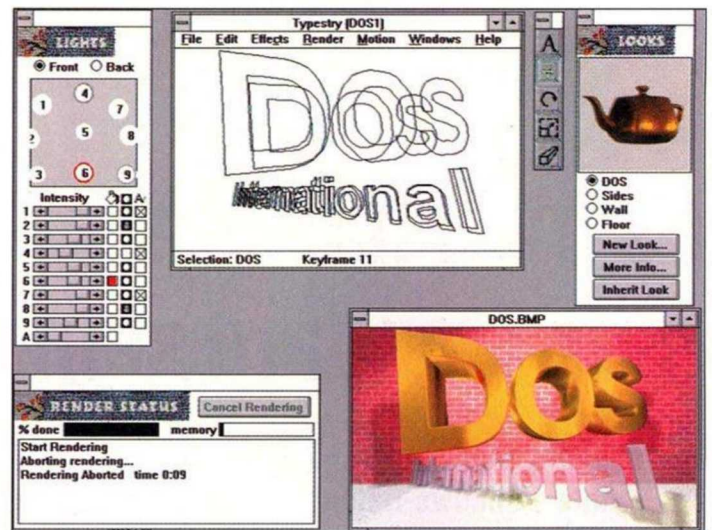 LIGHTS
Front Back
1
4
7
2
5
8
3
6
9
Intensity A
1
2
3
4
5
6
7
8
9
A
Typestry (DOS1)
File Edit Effects Render Motion Windows Help
Dos
International
Selection: DOS Keyframe 11
A
LOOKS
DOS
Sides
Wall
Floor
New Look...
More Info...
Inherit Look
RENDER STATUS Cancel Rendering
% done memory
Start Rendering
Aborting rendering...
Rendering Aborted time 0:09
DOS.BMP
Dos
International